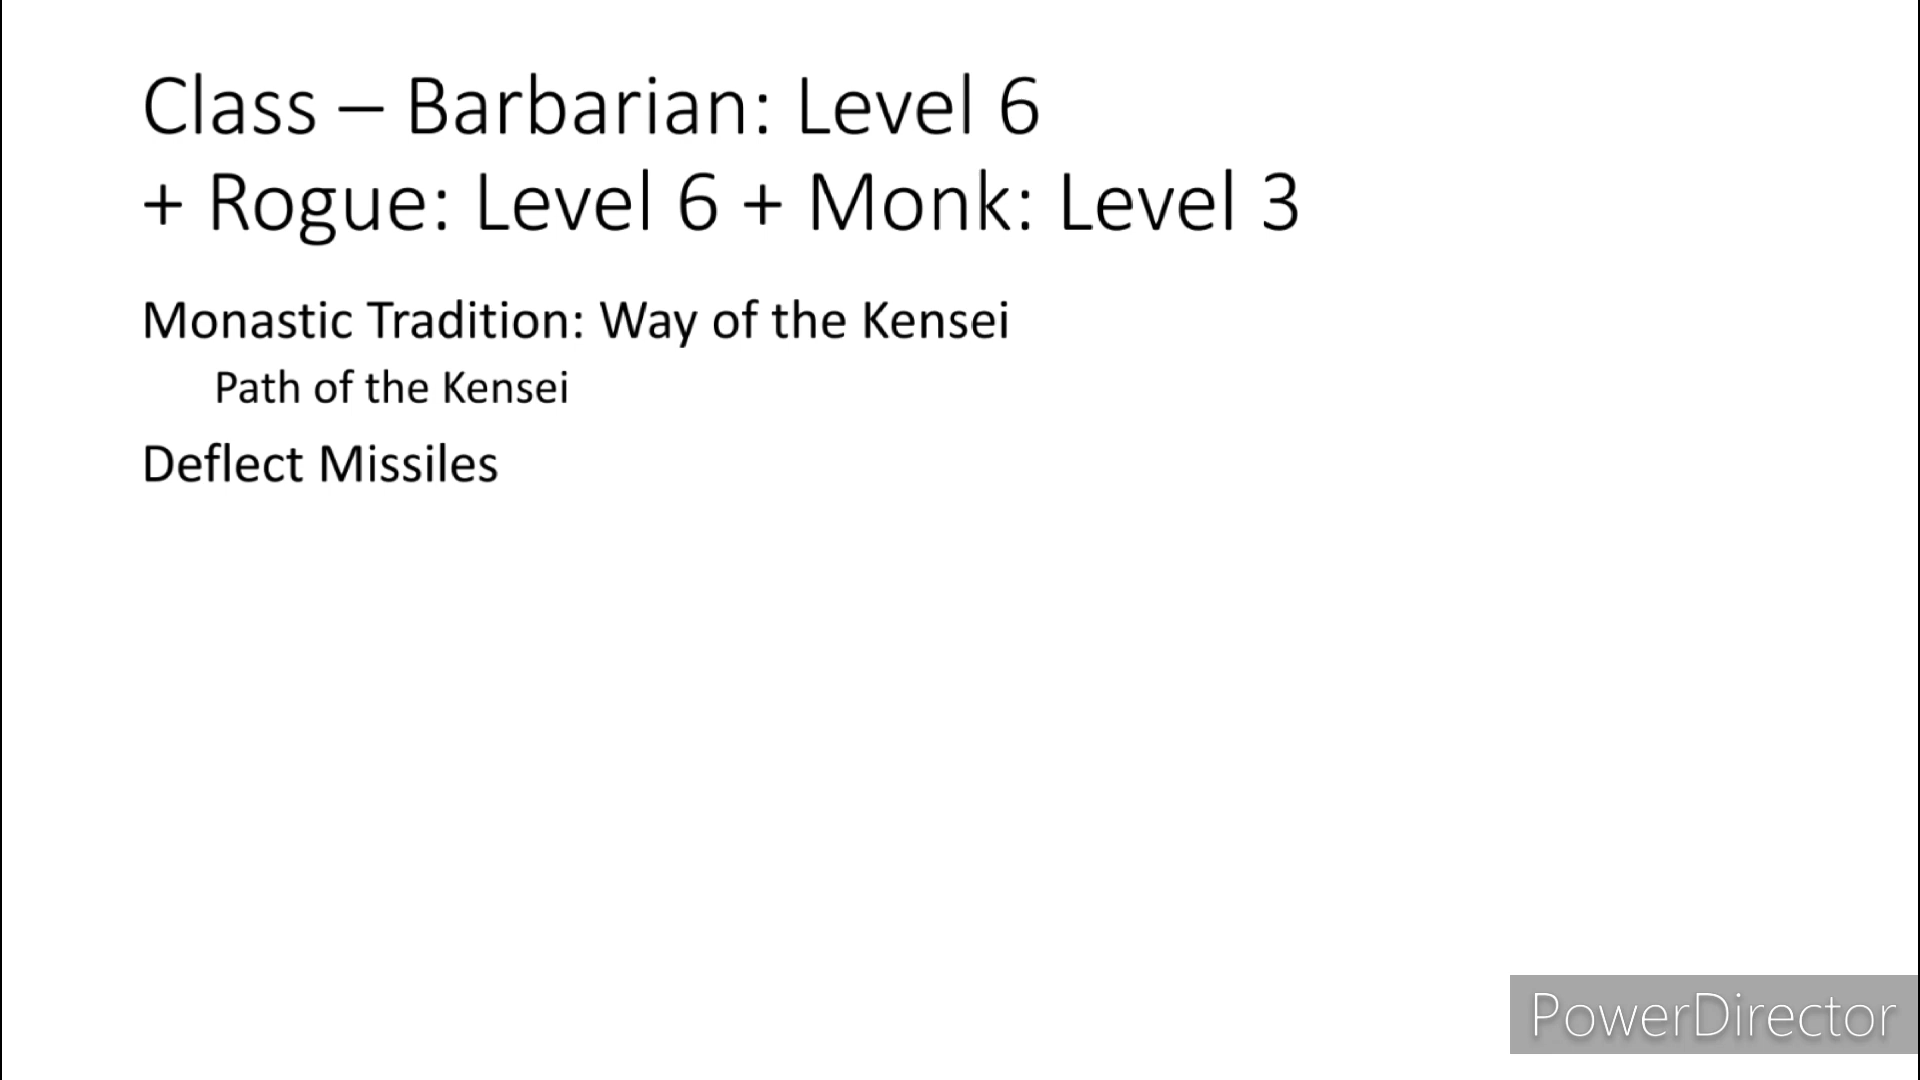 Class – Barbarian: Level 6
+ Rogue: Level 6 + Monk: Level 3
Monastic Tradition: Way of the Kensei
Path of the Kensei
Deflect Missiles
PowerDirector